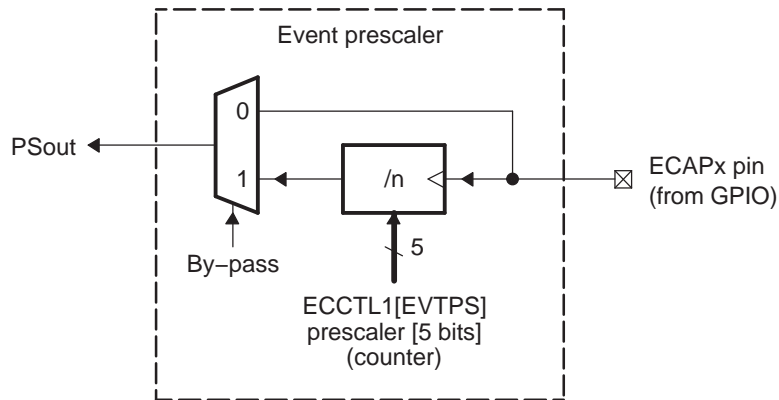 Event prescaler
0
PSout
1
/n
ECAPx pin
(from GPIO)
5
By−pass
ECCTL1[EVTPS]
prescaler [5 bits]
(counter)